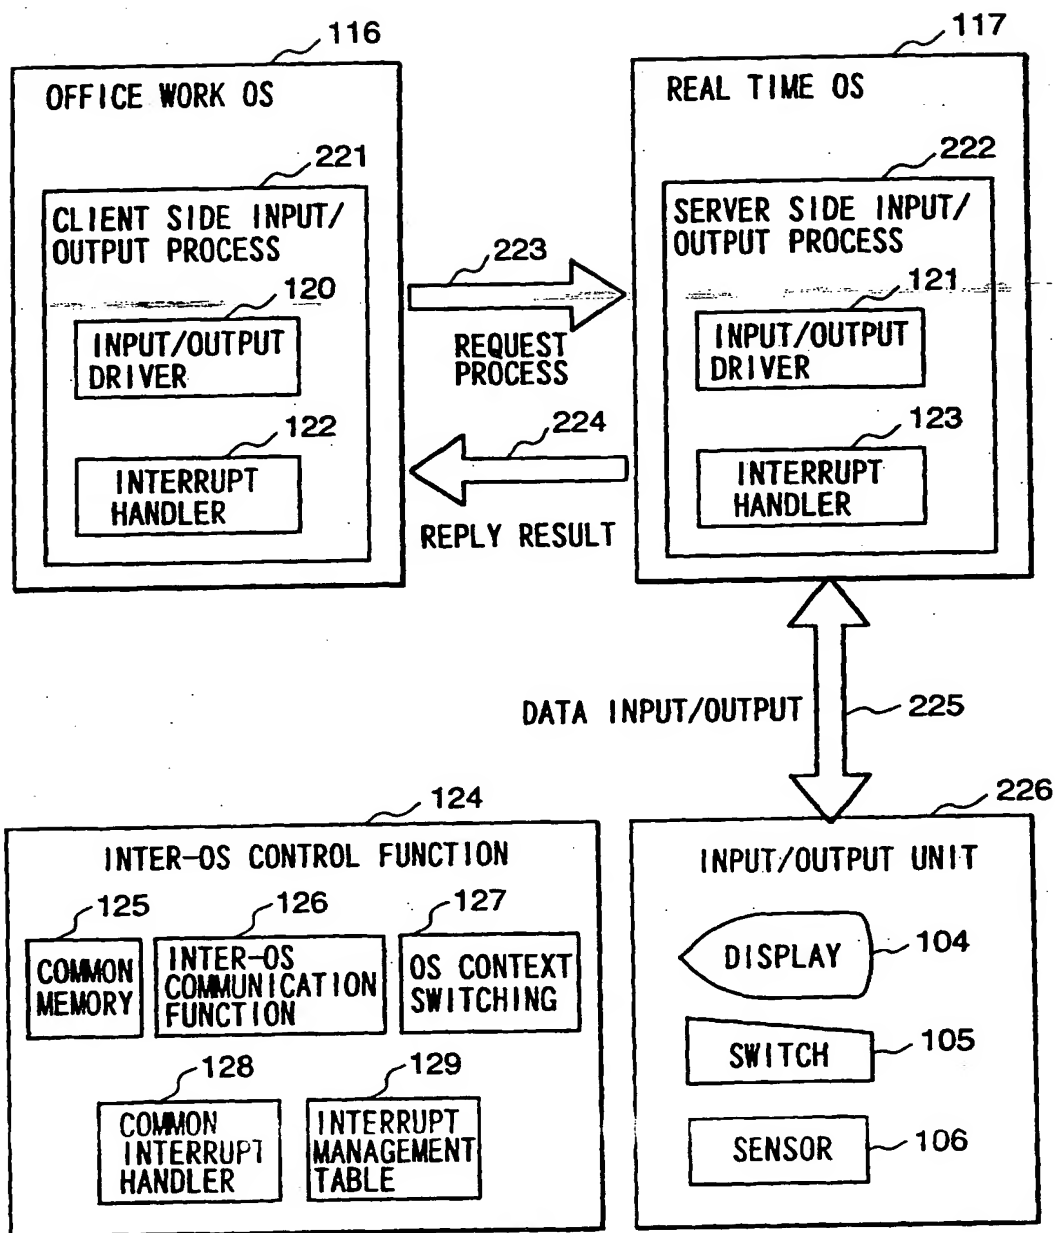 116
OFFICE WORK OS
221
CLIENT SIDE INPUT/
OUTPUT PROCESS
120
INPUT/OUTPUT
DRIVER
122
INTERRUPT
HANDLER
223
REQUEST
PROCESS
224
REPLY RESULT
117
REAL TIME OS
222
SERVER SIDE INPUT/
OUTPUT PROCESS
121
INPUT/OUTPUT
DRIVER
123
INTERRUPT
HANDLER
DATA INPUT/OUTPUT
225
124
INTER-OS CONTROL FUNCTION
125
COMMON
MEMORY
126
INTER-OS
COMMUNICATION
FUNCTION
127
OS CONTEXT
SWITCHING
128
COMMON
INTERRUPT
HANDLER
129
INTERRUPT
MANAGEMENT
TABLE
226
INPUT/OUTPUT UNIT
DISPLAY
104
SWITCH
105
SENSOR
106